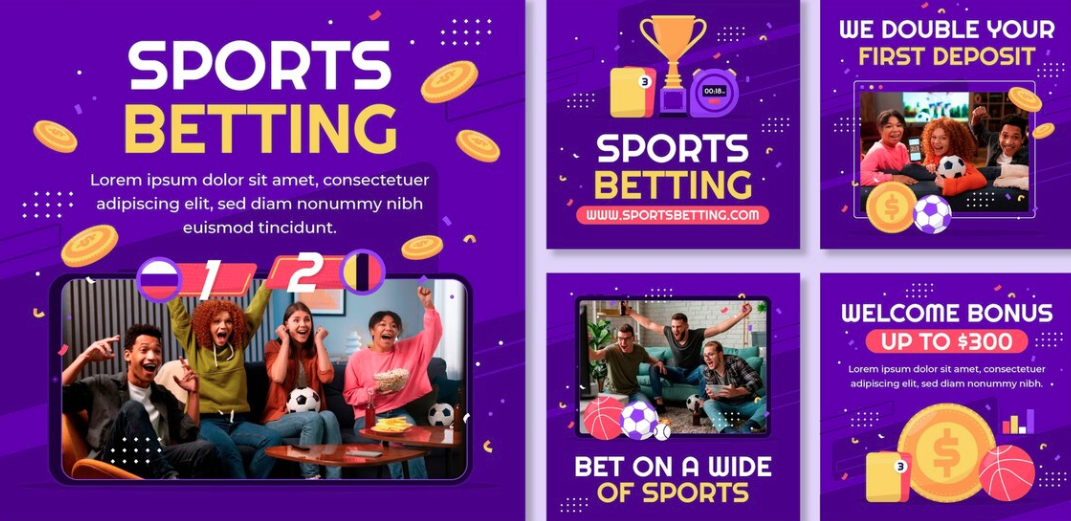 SPORTS
BETTING
Lorem ipsum dolor sit amet, consectetuer
adipiscing elit, sed diam nonummy nibh
euismod tincidunt.
1 2
3
00:18
SPORTS
BETTING
WWW.SPORTSBETTING.COM
WE DOUBLE YOUR
FIRST DEPOSIT
$
BET ON A WIDE
OF SPORTS
WELCOME BONUS
UP TO $300
Lorem ipsum dolor sit amet, consectetuer
adipiscing elit, sed diam nonummy nibh.
3
$